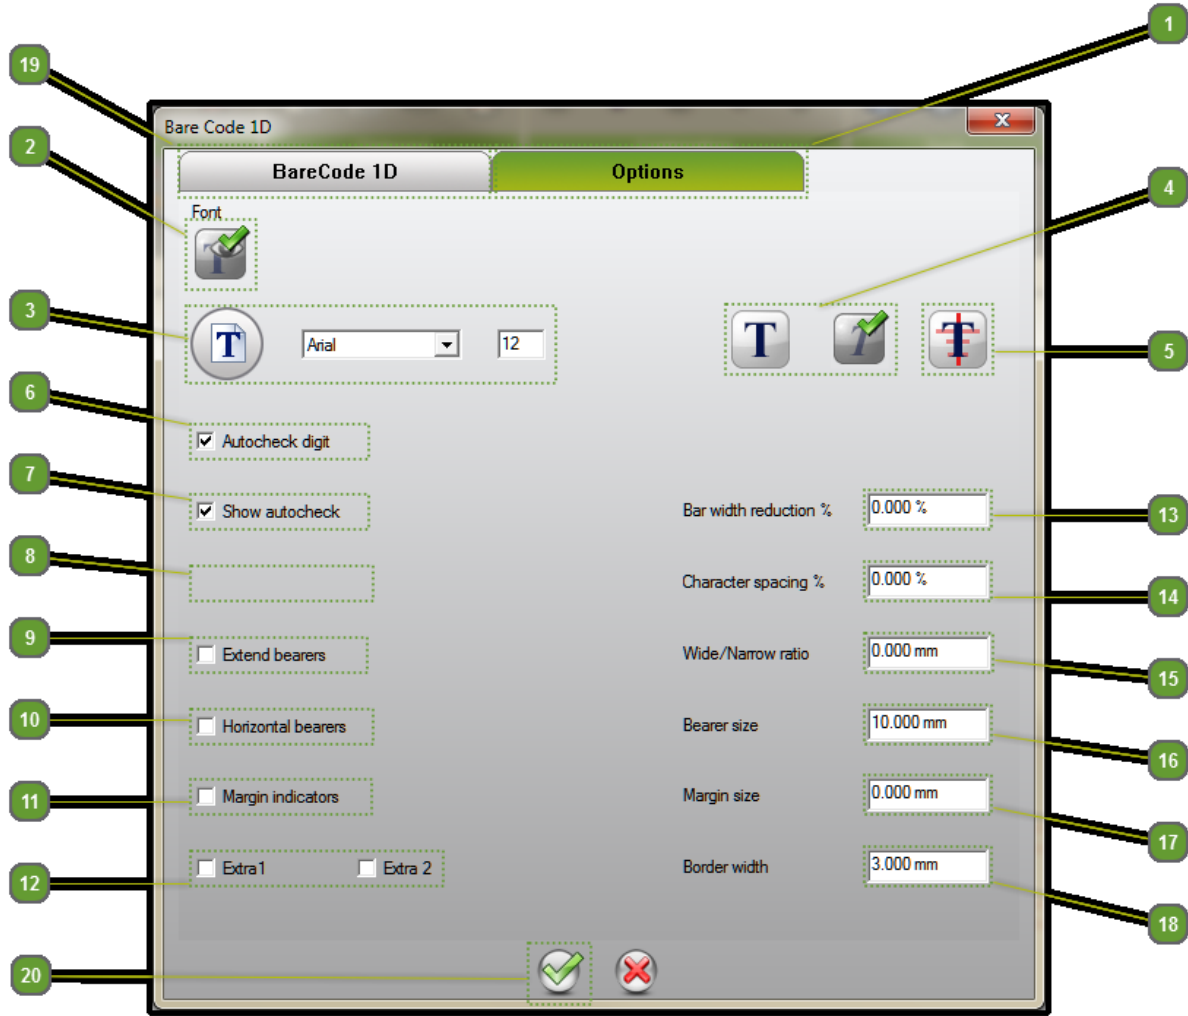 1
19
Bare Code 1D
x
2
BareCode 1D
Options
4
Font
T
3
T
Arial
12
T
T
T
5
6
Autocheck digit
7
Show autocheck
Bar width reduction %
0.000 %
13
8
Character spacing %
0.000 %
14
9
Extend bearers
Wide/Narrow ratio
0.000 mm
15
10
Horizontal bearers
Bearer size
10.000 mm
16
11
Margin indicators
Margin size
0.000 mm
17
12
Extra1
Extra 2
Border width
3.000 mm
18
20